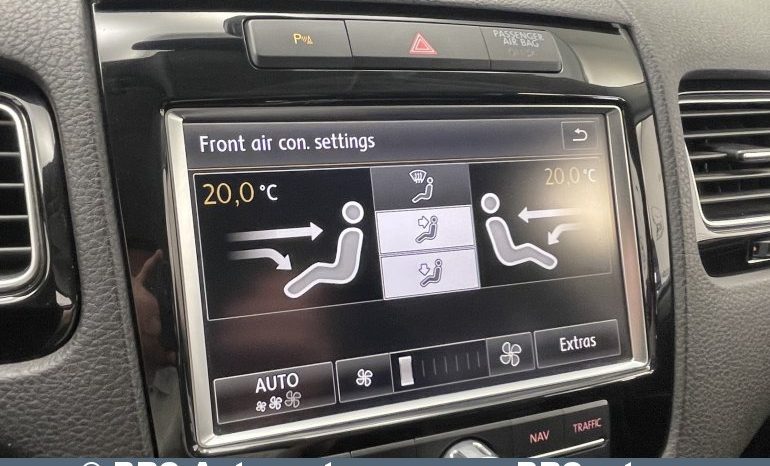 P
PASSENGER
AIR BAG
Front air con. settings
20,0 °C
20,0 °C
AUTO
Extras
NAV
TRAFFIC